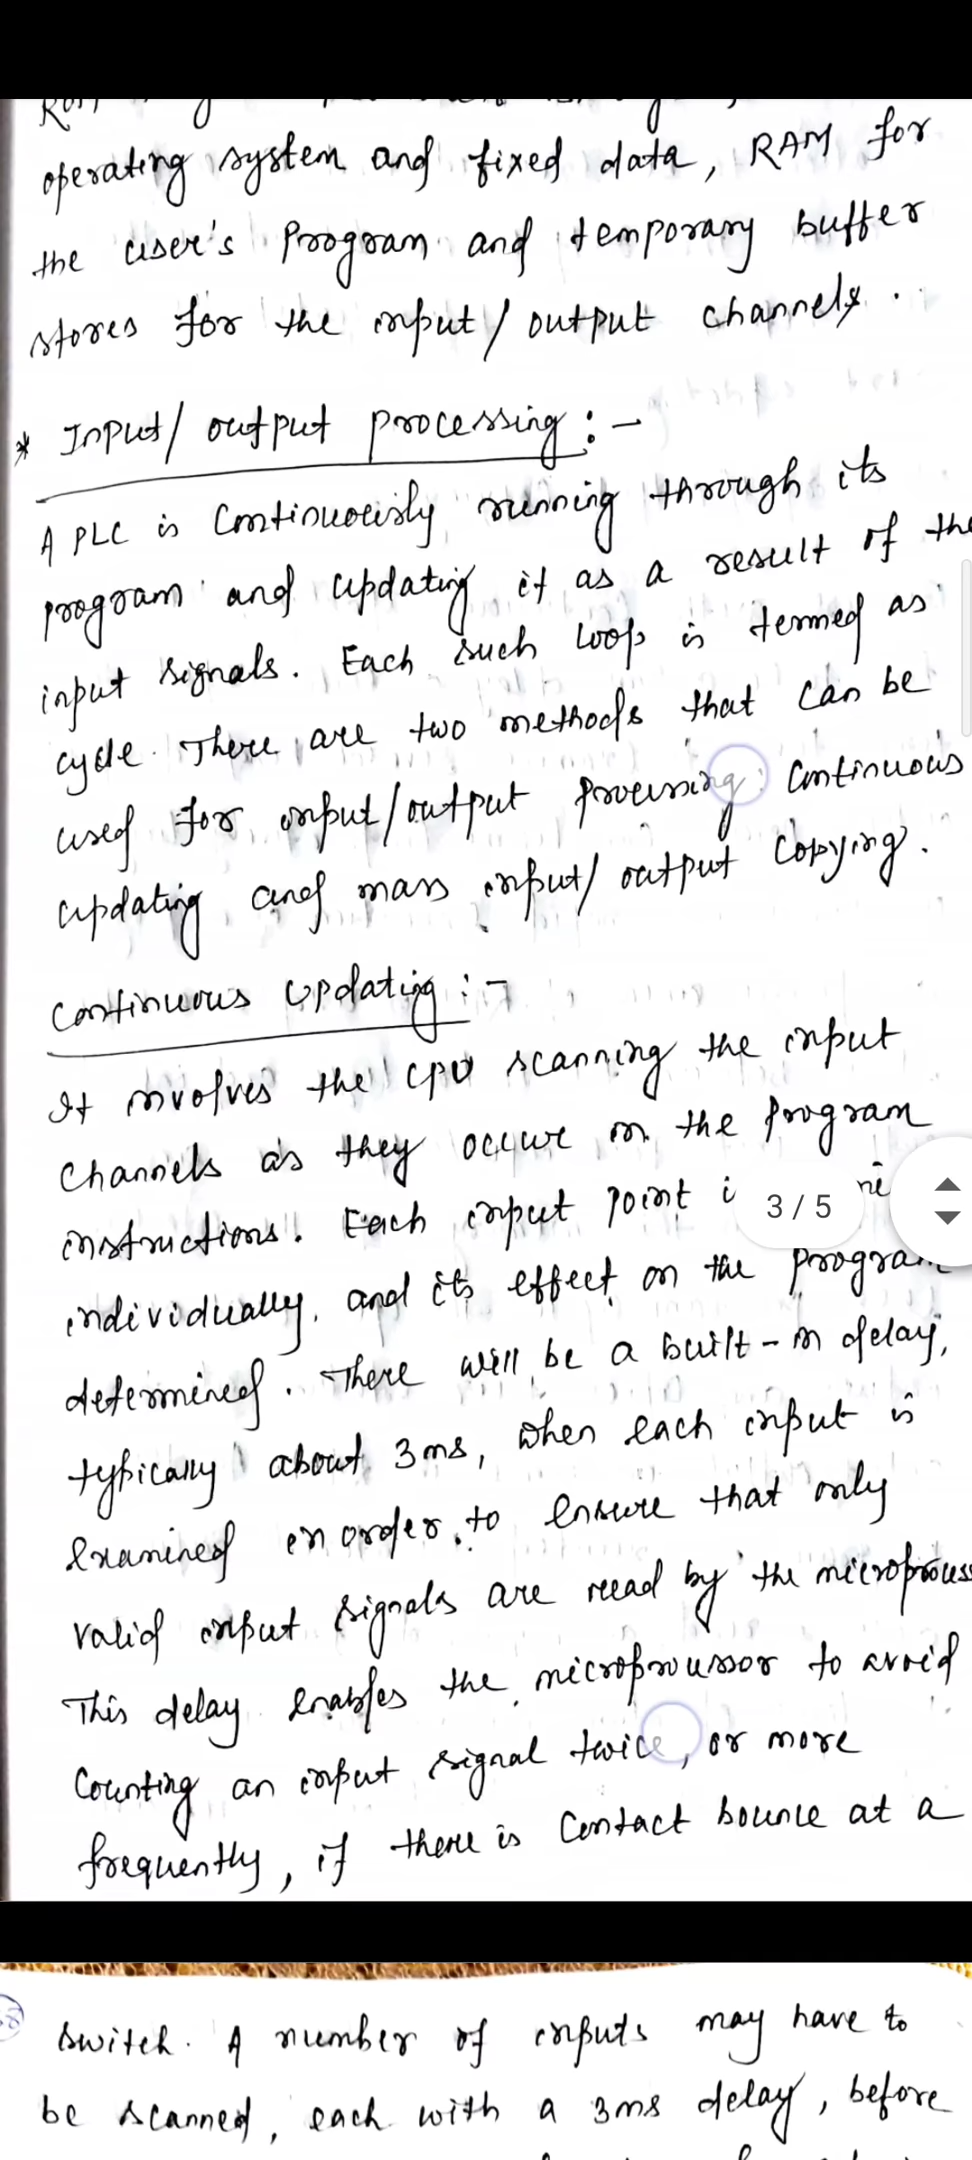 operating system and fixed data, RAM for
the user's Program and temporary buffer
stores for the input/output channels.
* Input/output processing :-
A PLC is Continuously running through its
program and updating it as a result of the
input signals. Each such loop is termed as
cycle. There are two methods that can be
used for input/output processing: Continuous
updating and mass input/output Copying.
Continuous Updating :-
It involves the CPU scanning the input
Channels as they occure in the Program
instructions. Each input point
3/5
individually, and its effect on the program
determined. There will be a built-in delay,
typically about 3ms, when each input is
examined in order to ensure that only
valid input signals are read by the
This delay enables the microprocessor to avoid
Counting an input signal twice, or more
frequently, if there is Contact bounce at a
switch. A number of inputs may have to
be scanned, each with a 3ms delay, before